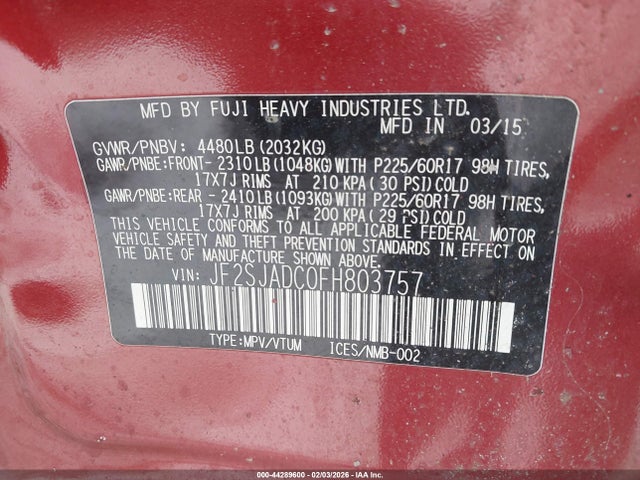 MFD BY FUJI HEAVY INDUSTRIES LTD.
MFD IN 03/15
GVWR/PNBV: 4480LB (2032KG)
GAWR/PNBE:FRONT- 2310LB(1048KG)WITH P225/60R17 98H TIRES,
17X7J RIMS AT 210 KPA( 30 PSI)COLD
GAWR/PNBE:REAR - 2410LB(1093KG)WITH P225/60R17 98H TIRES,
17X7J RIMS AT 200 KPA( 29 PSI)COLD
THIS VEHICLE CONFORMS TO ALL APPLICABLE FEDERAL MOTOR
VEHICLE SAFETY AND THEFT PREVENTION STANDARDS IN EFFECT ON
THE DATE OF MANUFACTURE SHOWN ABOVE.
VIN: JF2SJADC0FH803757
TYPE:MPV/VTUM ICES/NMB-002
000-44289600 - 02/03/2026 - IAA Inc.